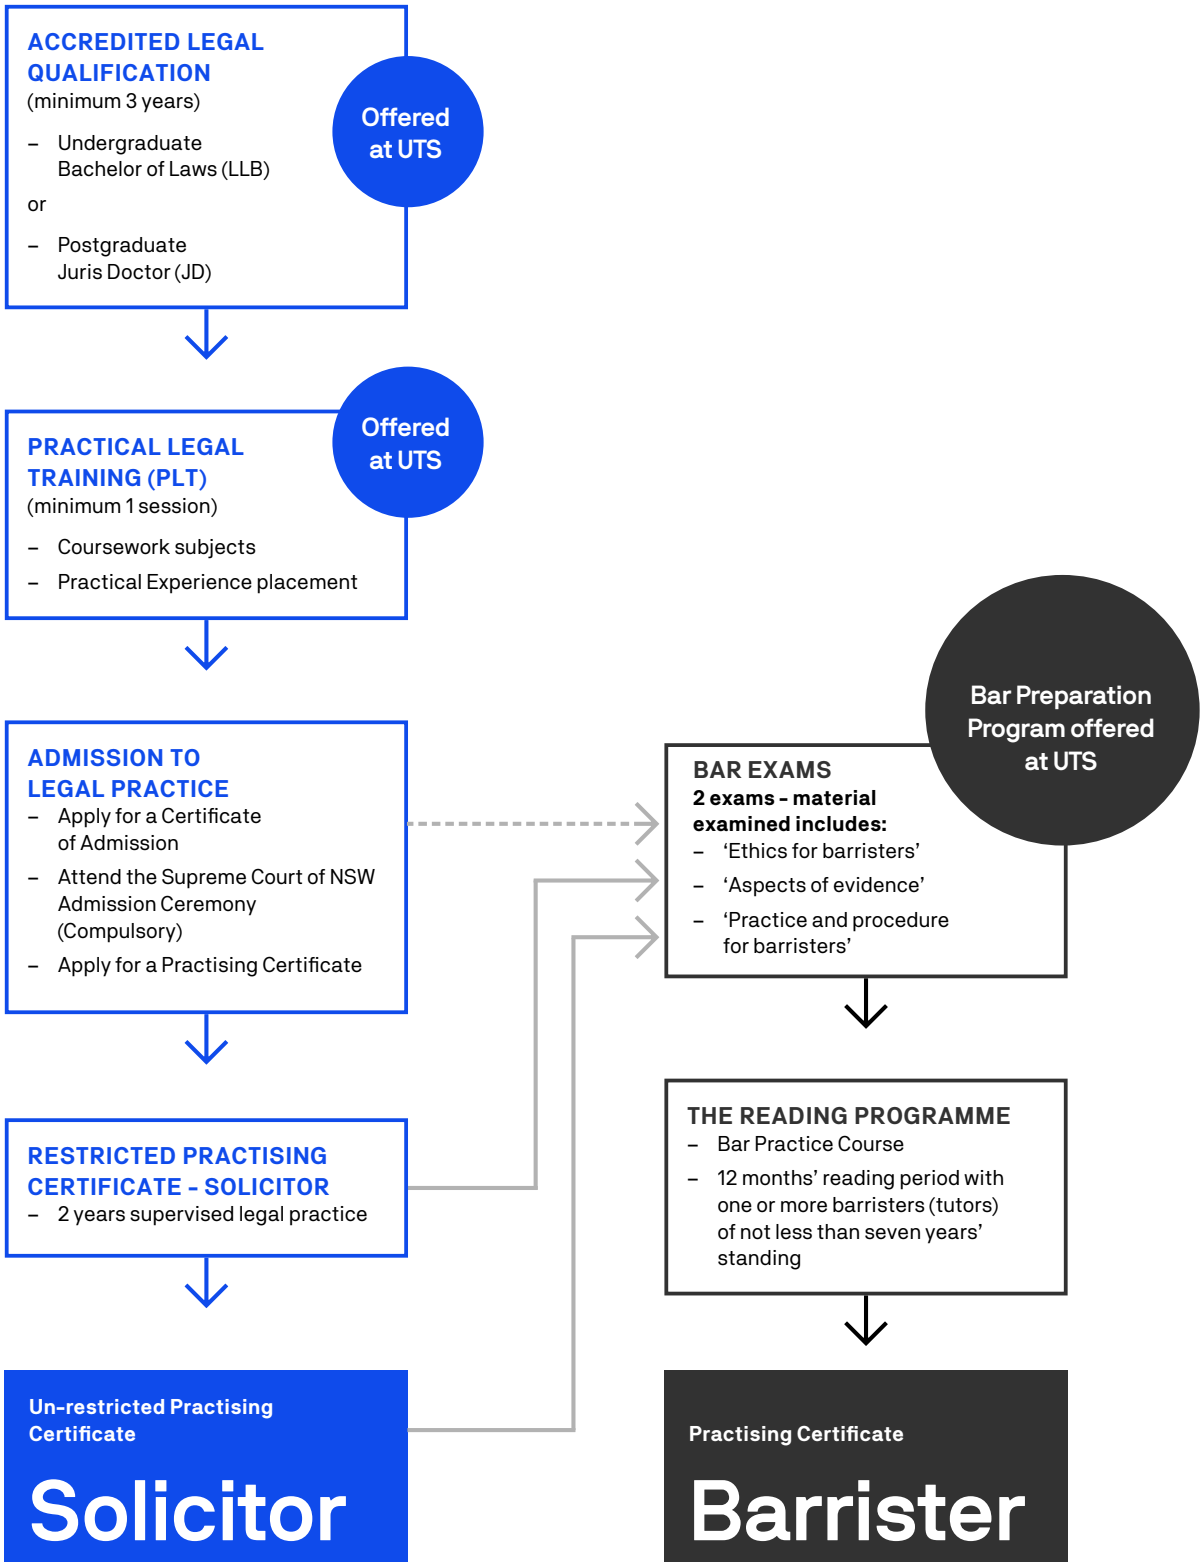 ACCREDITED LEGAL
QUALIFICATION
(minimum 3 years)
– Undergraduate
Bachelor of Laws (LLB)
or
– Postgraduate
Juris Doctor (JD)
Offered
at UTS
PRACTICAL LEGAL
TRAINING (PLT)
(minimum 1 session)
– Coursework subjects
– Practical Experience placement
Offered
at UTS
ADMISSION TO
LEGAL PRACTICE
– Apply for a Certificate
of Admission
– Attend the Supreme Court of NSW
Admission Ceremony
(Compulsory)
– Apply for a Practising Certificate
RESTRICTED PRACTISING
CERTIFICATE – SOLICITOR
– 2 years supervised legal practice
Un-restricted Practising
Certificate
Solicitor
Bar Preparation
Program offered
at UTS
BAR EXAMS
2 exams – material
examined includes:
– ‘Ethics for barristers’
– ‘Aspects of evidence’
– ‘Practice and procedure
for barristers’
THE READING PROGRAMME
– Bar Practice Course
– 12 months’ reading period with
one or more barristers (tutors)
of not less than seven years’
standing
Practising Certificate
Barrister